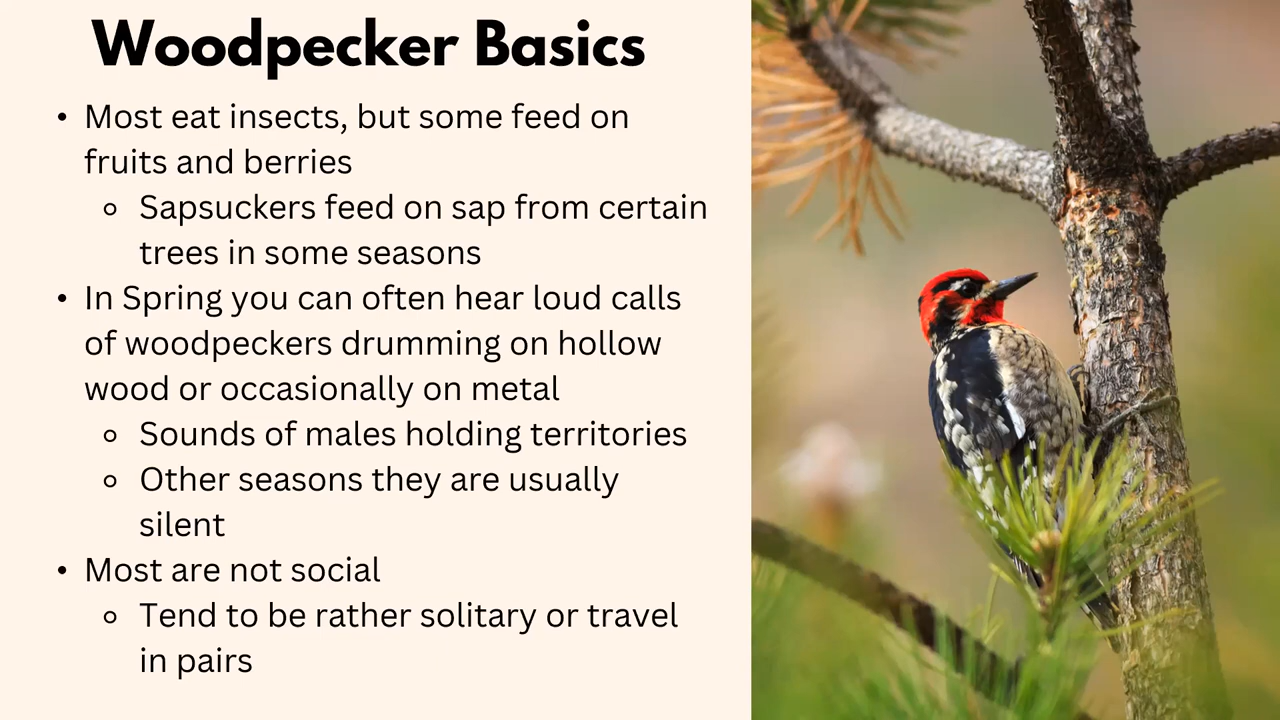 Woodpecker Basics
• Most eat insects, but some feed on
fruits and berries
◦ Sapsuckers feed on sap from certain
trees in some seasons
• In Spring you can often hear loud calls
of woodpeckers drumming on hollow
wood or occasionally on metal
◦ Sounds of males holding territories
◦ Other seasons they are usually
silent
• Most are not social
◦ Tend to be rather solitary or travel
in pairs